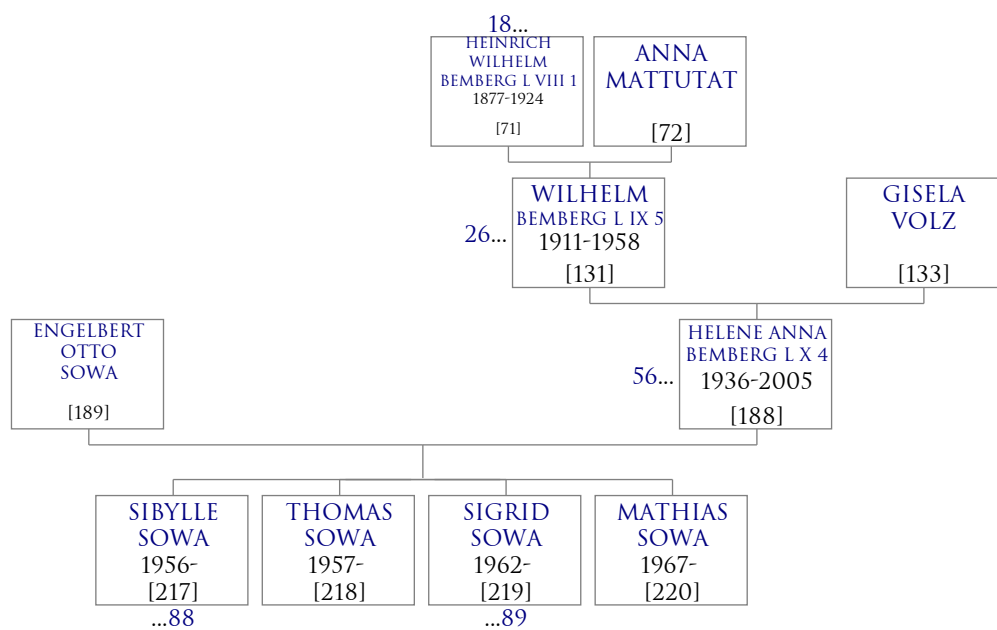 18...
HEINRICH
WILHELM
BEMBERG L VIII 1
1877-1924
[71]
ANNA
MATTUTAT
[72]
26...
WILHELM
BEMBERG L IX 5
1911-1958
[131]
GISELA
VOLZ
[133]
ENGELBERT
OTTO
SOWA
[189]
56...
HELENE ANNA
BEMBERG L X 4
1936-2005
[188]
SIBYLLE
SOWA
1956-
[217]
...88
THOMAS
SOWA
1957-
[218]
SIGRID
SOWA
1962-
[219]
...89
MATHIAS
SOWA
1967-
[220]